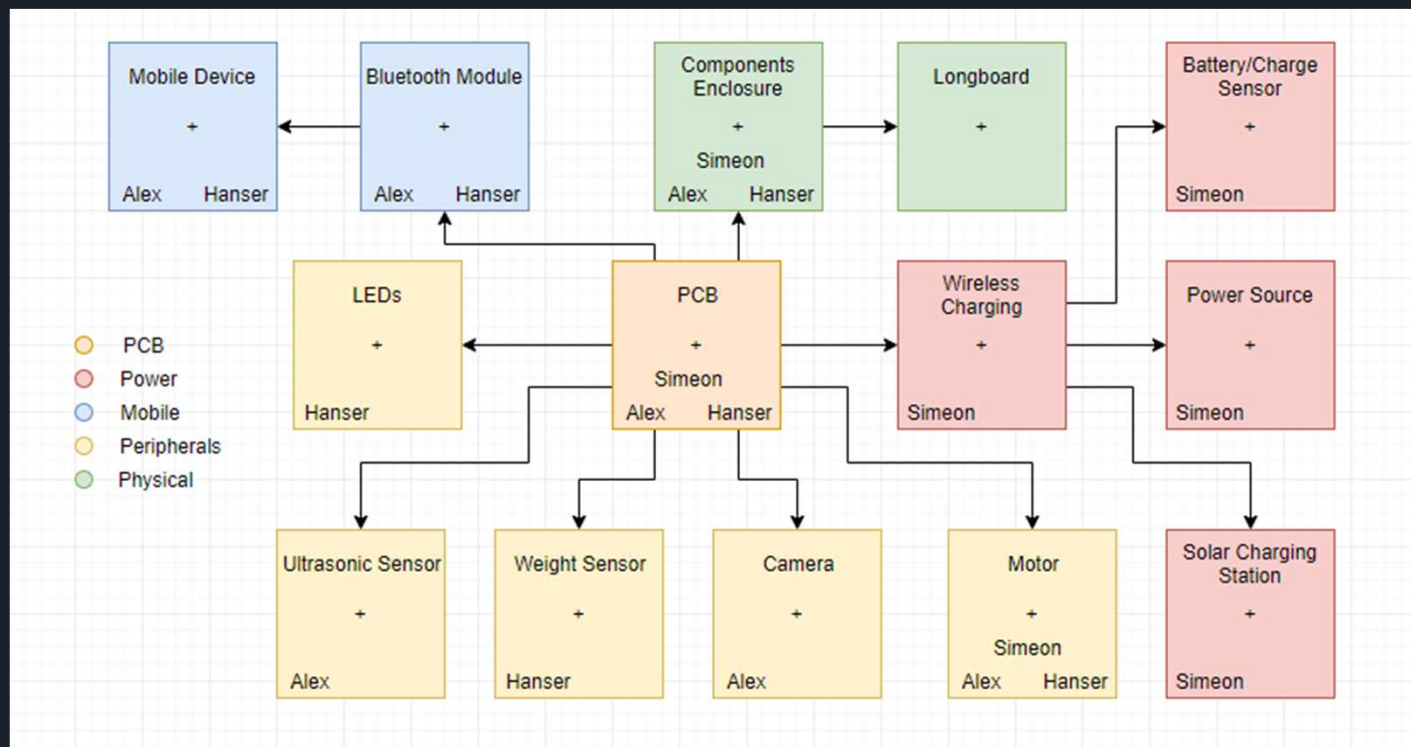 Mobile Device
+
Alex Hanser
Bluetooth Module
+
Alex Hanser
Components
Enclosure
+
Simeon
Alex Hanser
Longboard
+
Battery/Charge
Sensor
+
Simeon
LEDs
+
Hanser
PCB
+
Simeon
Alex Hanser
Wireless
Charging
+
Simeon
Power Source
+
Simeon
PCB
Power
Mobile
Peripherals
Physical
Ultrasonic Sensor
+
Alex
Weight Sensor
+
Hanser
Camera
+
Alex
Motor
+
Simeon
Alex Hanser
Solar Charging
Station
+
Simeon